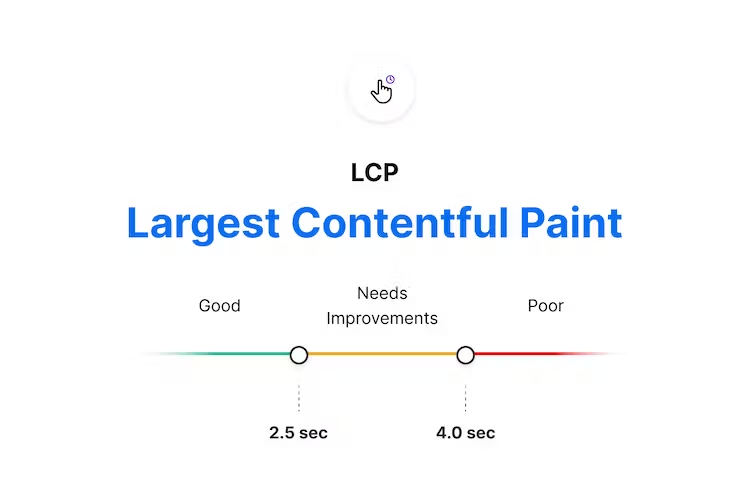 LCP
Largest Contentful Paint
Good
Needs
Improvements
Poor
2.5 sec
4.0 sec